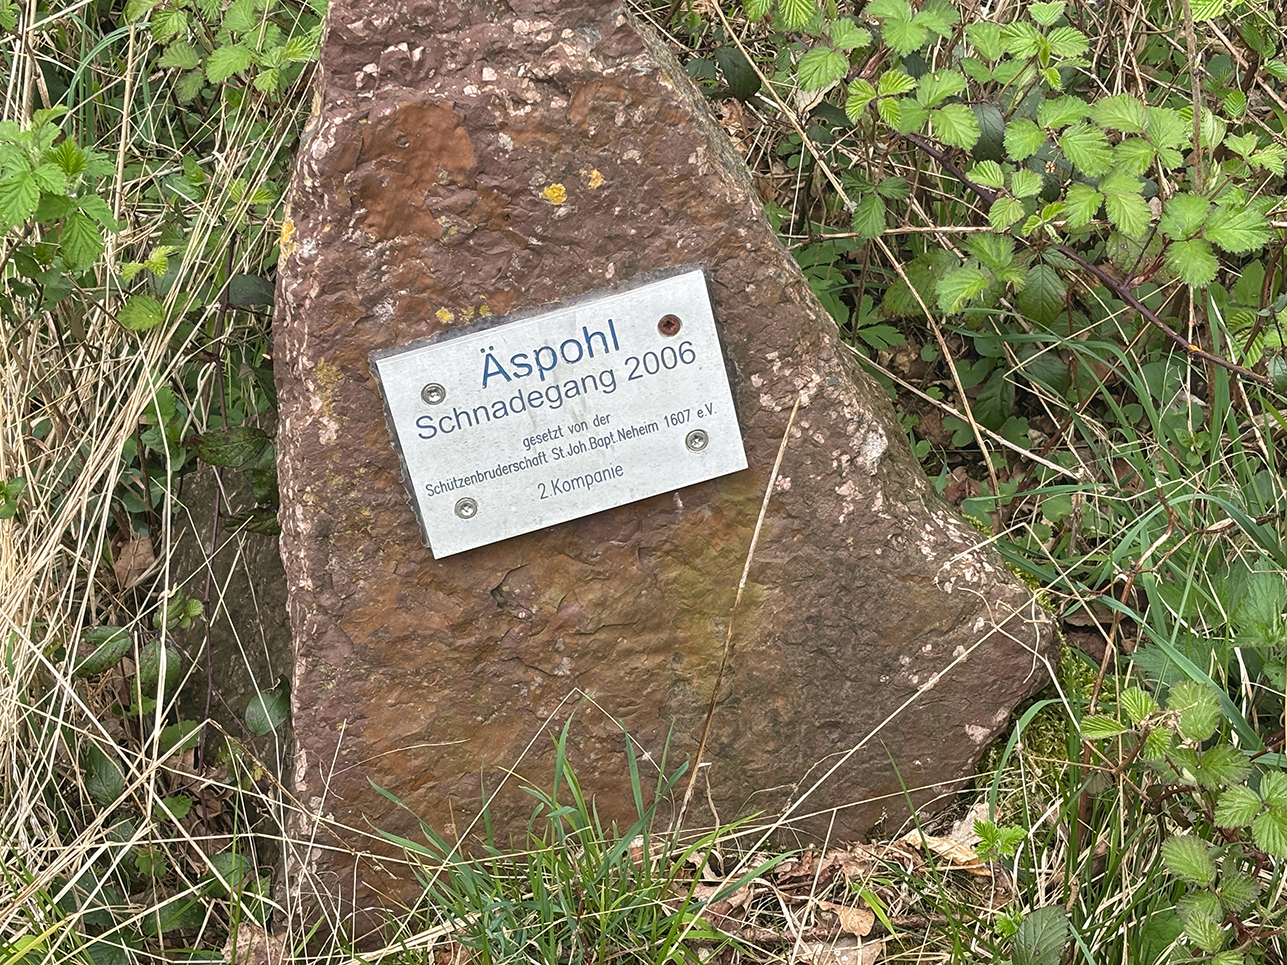 Äspohl
Schnadegang 2006
gesetzt von der
Schützenbruderschaft St.Joh.Bapt.Neheim 1607 e.V.
2.Kompanie